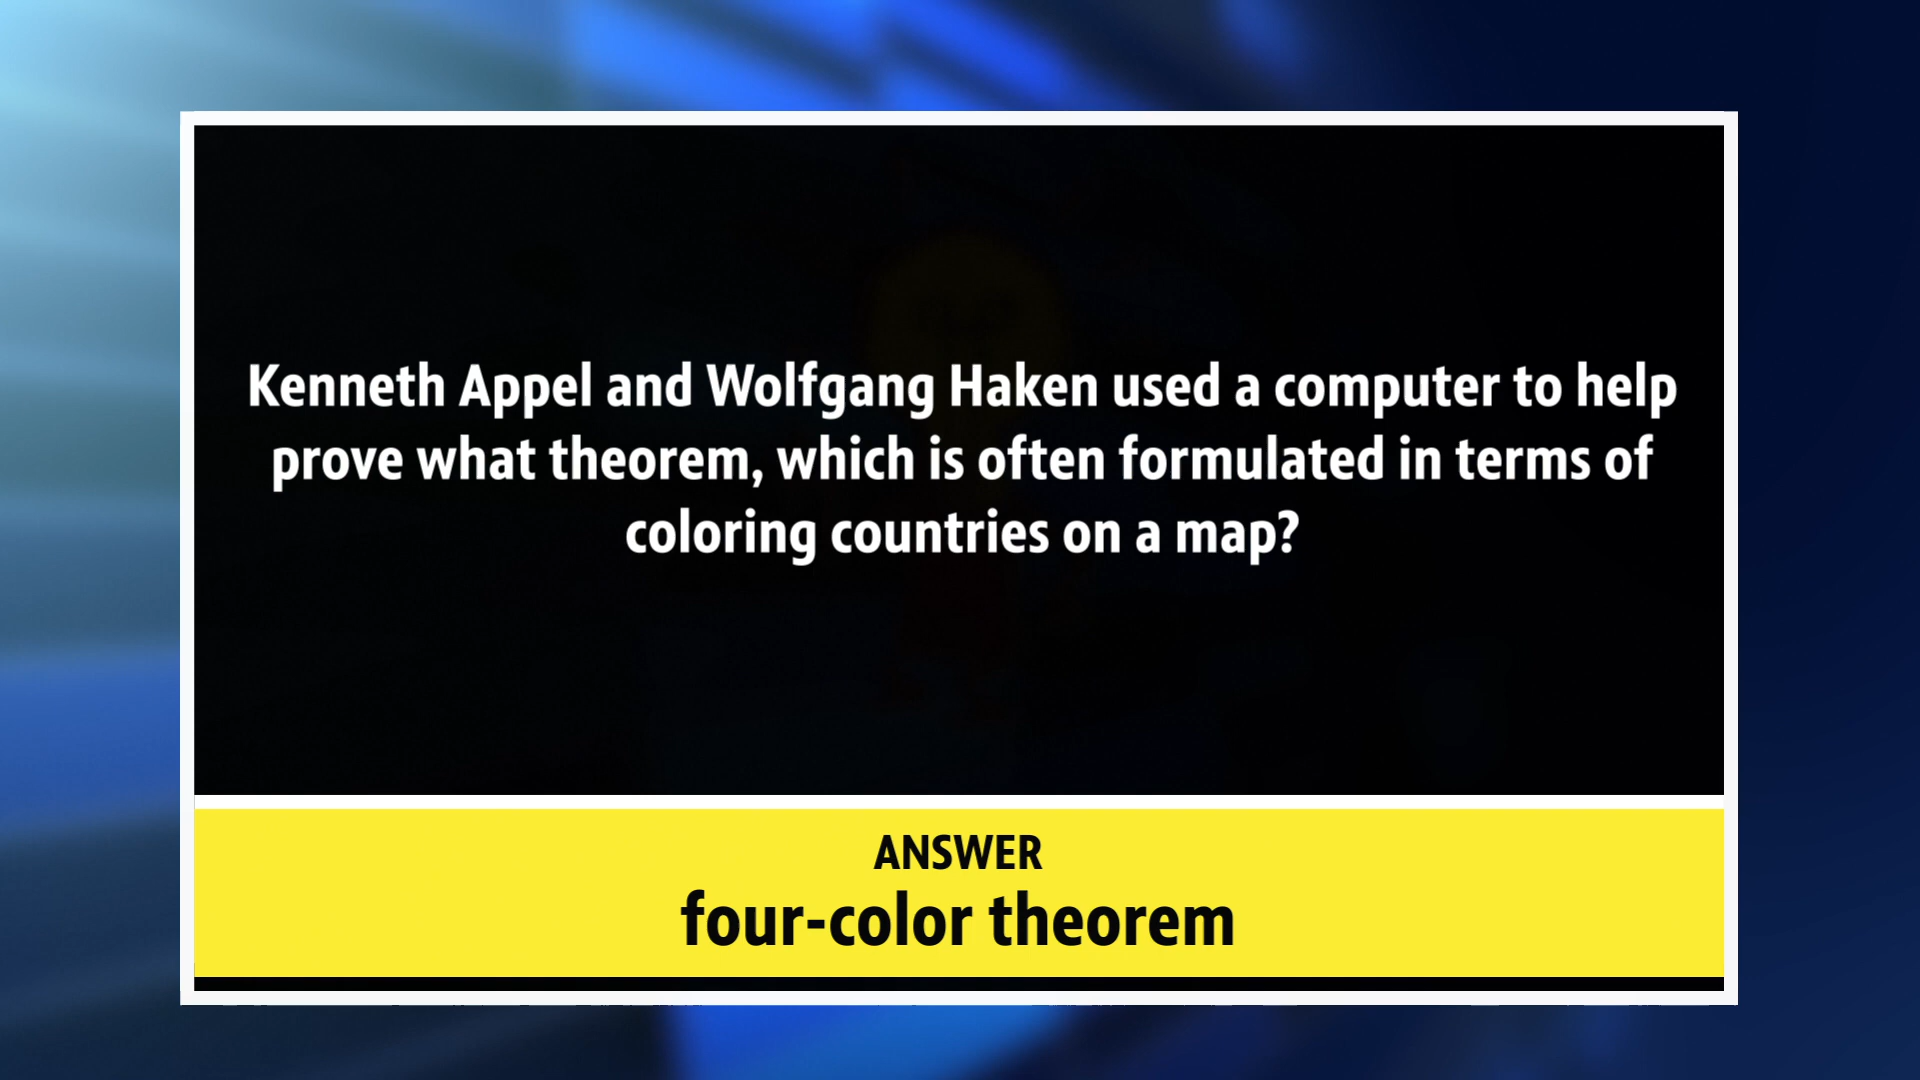 Kenneth Appel and Wolfgang Haken used a computer to help
prove what theorem, which is often formulated in terms of
coloring countries on a map?
ANSWER
four-color theorem